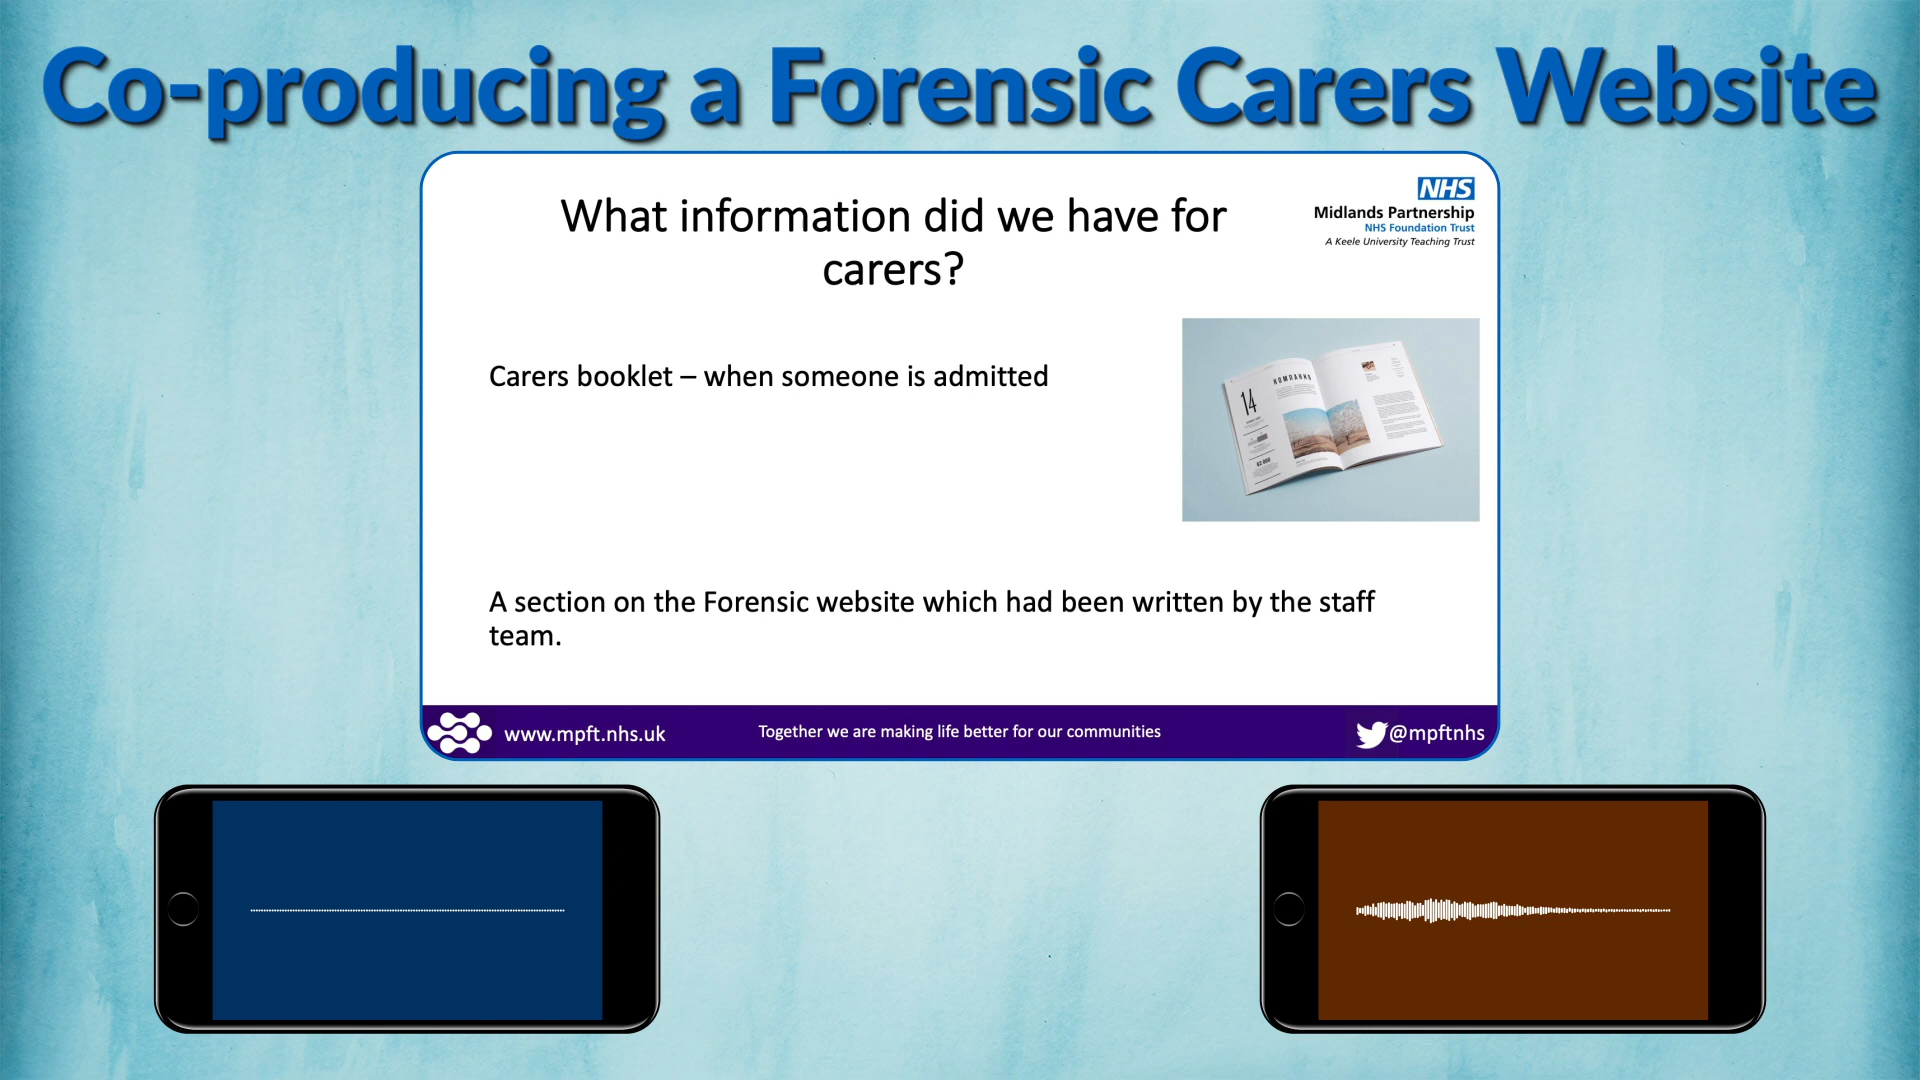 Co-producing a Forensic Carers Website
What information did we have for
carers?
NHS
Midlands Partnership
NHS Foundation Trust
A Keele University Teaching Trust
Carers booklet – when someone is admitted
14
A section on the Forensic website which had been written by the staff
team.
www.mpft.nhs.uk
Together we are making life better for our communities
@mpftnhs